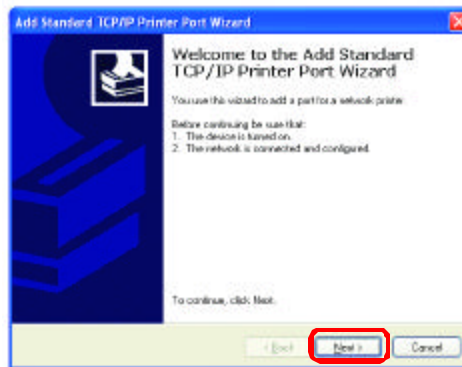 Add Standard TCP/IP Printer Port Wizard
Welcome to the Add Standard
TCP/IP Printer Port Wizard
You use this wizard to add a port for a network printer.
Before continuing be sure that:
1. The device is turned on.
2. The network is connected and configured.
To continue, click Next.
< Back
Next >
Cancel